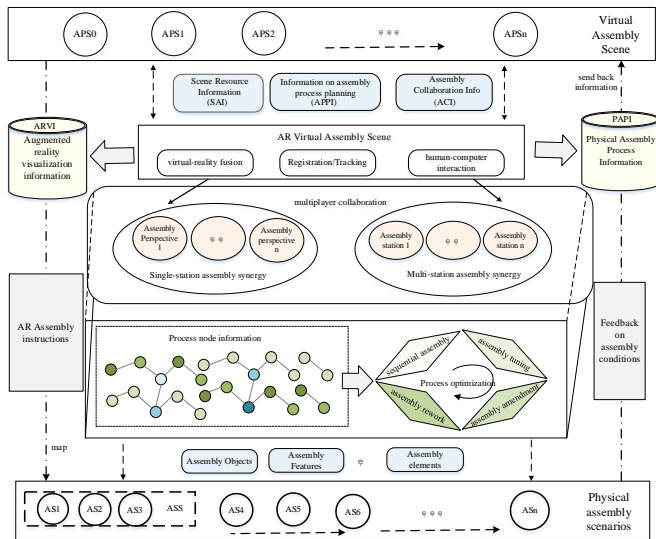 APS0
APS1
APS2
APSn
Virtual
Assembly
Scene
Scene Resource
Information
(SAI)
Information on assembly
process planning
(APPI)
Assembly
Collaboration Info
(ACI)
send back
information
ARVI
Augmented
reality
visualization
information
AR Virtual Assembly Scene
virtual-reality fusion
Registration/Tracking
human-computer
interaction
PAPI
Physical Assembly
Process
Information
multiplayer collaboration
Assembly
Perspective
1
Assembly
perspective
n
Single-station assembly synergy
Assembly
station 1
Assembly
station n
Multi-station assembly synergy
AR Assembly
instructions
Feedback
on
assembly
conditions
Process node information
sequential assembly
assembly tuning
Process optimization
assembly rework
assembly amendment
map
Assembly Objects
Assembly
Features
Assembly
elements
AS1
AS2
AS3
ASS
AS4
AS5
AS6
ASn
Physical
assembly
scenarios